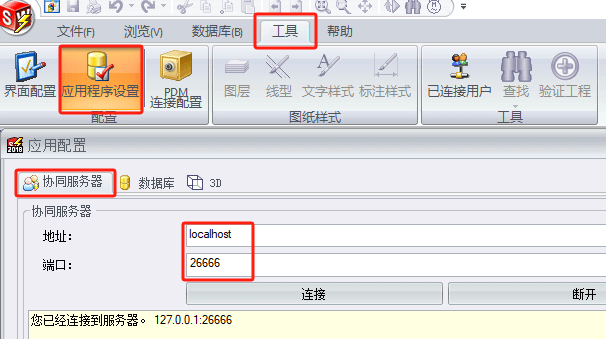 SW
文件(F) 浏览(V) 数据库(B) 工具 帮助
界面配置 应用程序设置 PDM 连接配置 图层 线型 文字样式 标注样式 已连接用户 查找 验证工程
配置 图纸样式 工具
2018 应用配置
协同服务器 数据库 3D
协同服务器
地址: localhost
端口: 26666
连接 断开
您已经连接到服务器。 127.0.0.1:26666